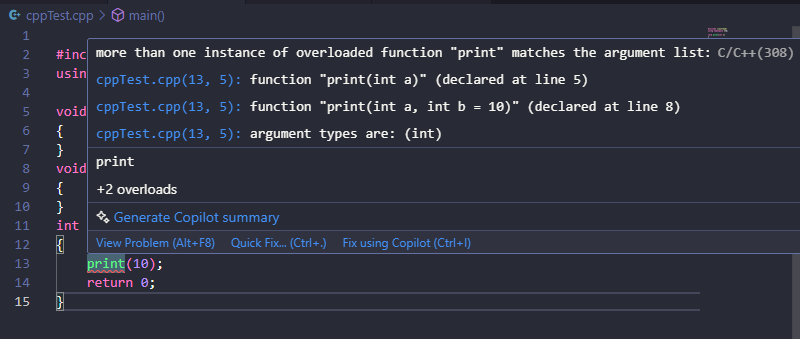 cppTest.cpp > main()
1
2 #inc
3 usin
4
5 void
6 {
7 }
8 void
9 {
10 }
11 int
12 {
13 print(10);
14 return 0;
15 }
more than one instance of overloaded function "print" matches the argument list: C/C++(308)
cppTest.cpp(13, 5): function "print(int a)" (declared at line 5)
cppTest.cpp(13, 5): function "print(int a, int b = 10)" (declared at line 8)
cppTest.cpp(13, 5): argument types are: (int)
print
+2 overloads
Generate Copilot summary
View Problem (Alt+F8) Quick Fix... (Ctrl+.) Fix using Copilot (Ctrl+I)